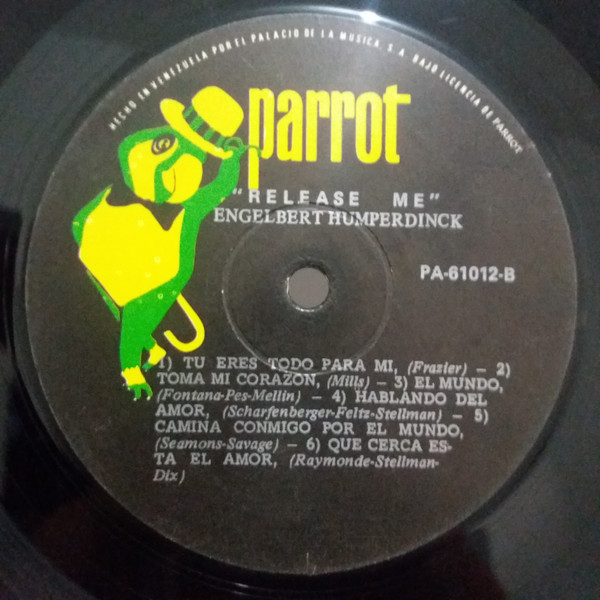 HECHO EN VENEZUELA POR EL PALACIO DE LA MUSICA, S.A. BAJO LICENCIA DE PARROT
parrot
"RELEASE ME"
ENGELBERT HUMPERDINCK
PA-61012-B
1) TU ERES TODO PARA MI, (Frazier) – 2)
TOMA MI CORAZON, (Mills) – 3) EL MUNDO,
(Fontana-Pes-Mellin) – 4) HABLANDO DEL
AMOR, (Scharfenberger-Feltz-Stellman) – 5)
CAMINA CONMIGO POR EL MUNDO,
(Seamons-Savage) – 6) QUE CERCA ES-
TA EL AMOR, (Raymonde-Stellman-
Dix)